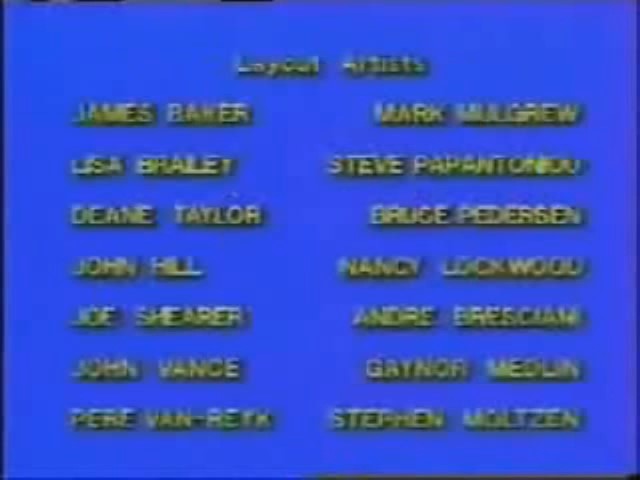 Layout Artists
JAMES BAKER MARK MULGREW
LISA BRAILEY STEVE PAPANTONIOU
DEANE TAYLOR BRUCE PEDERSEN
JOHN HILL NANCY LOCKWOOD
JOE SHEARER ANDRE BRESCIANI
JOHN VANCE GAYNOR MEDLIN
PERE VAN-REYK STEPHEN MOLTZEN